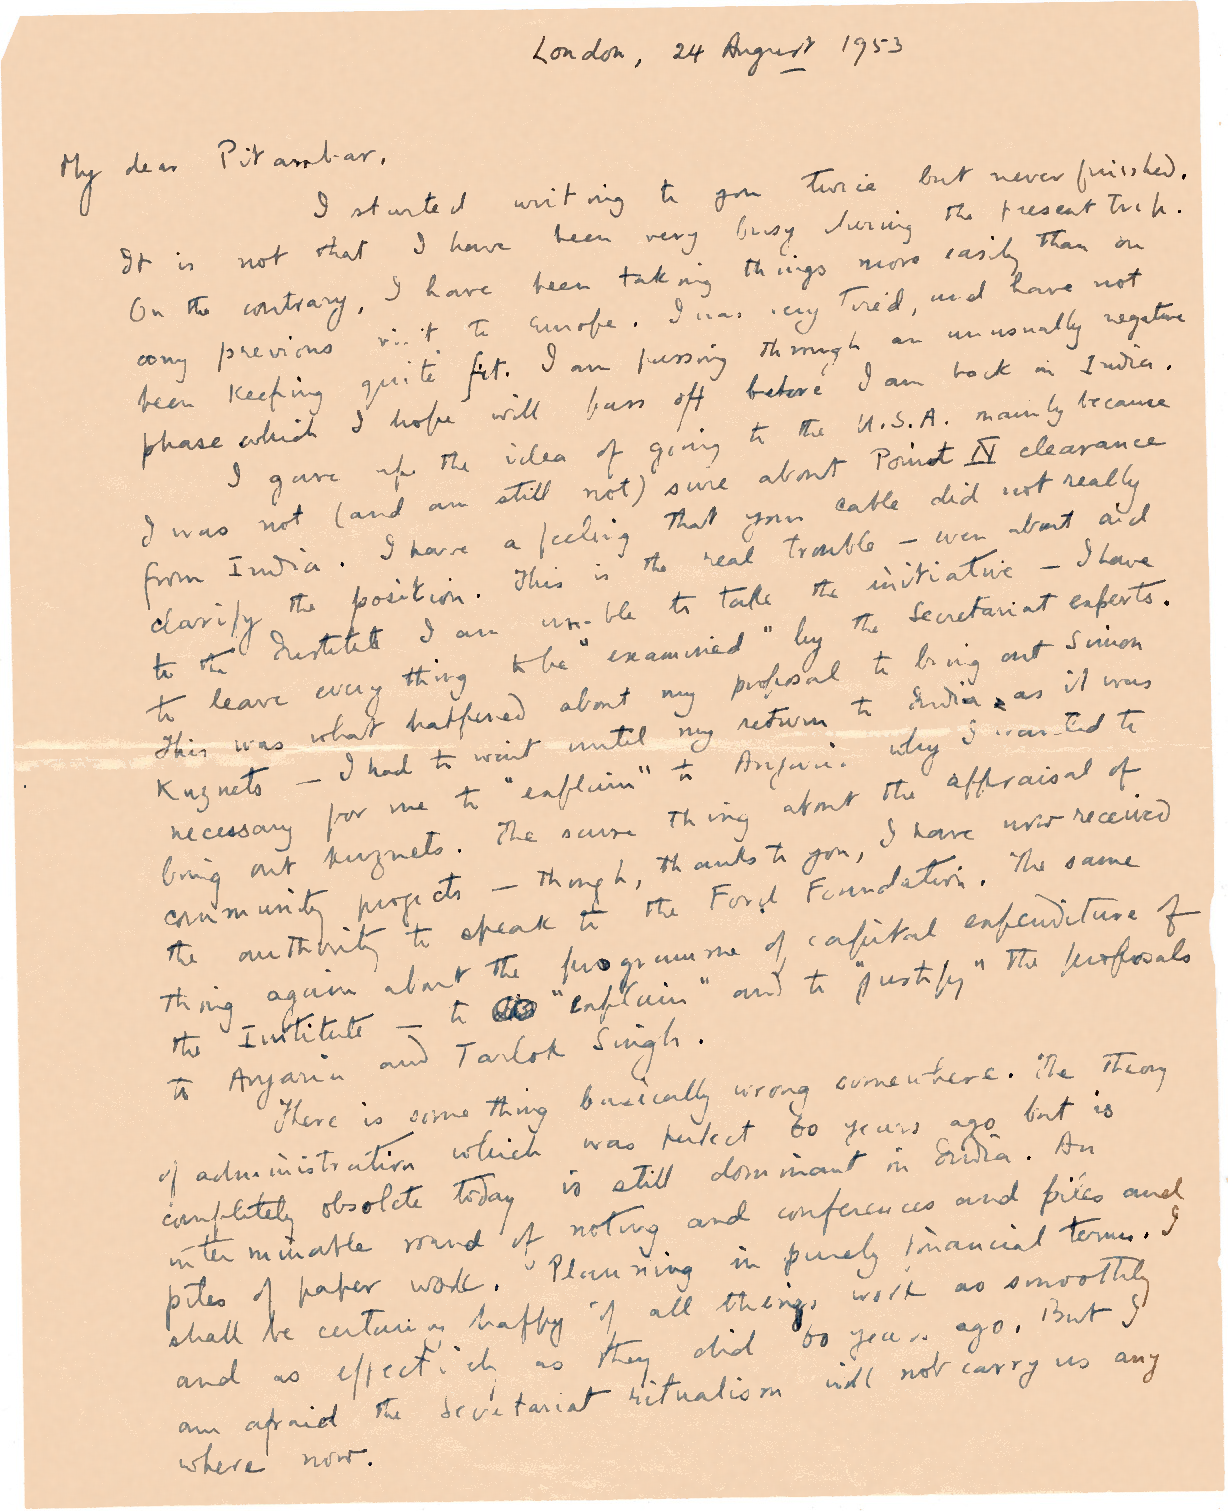 London, 24 August 1953
My dear Pitambar,
I started writing to you twice but never finished.
It is not that I have been very busy during the present trip.
On the contrary, I have been taking things more easily than on
any previous visit to Europe. I was very tired, and have not
been keeping quite fit. I am passing through an unusually negative
phase which I hope will pass off before I am back in India.
I gave up the idea of going to the U.S.A. mainly because
I was not (and am still not) sure about Point IV clearance
from India. I have a feeling that your cable did not really
clarify the position. This is the real trouble – even about aid
to the Institute I am unable to take the initiative – I have
to leave every thing to be "examined" by the Secretariat experts.
This was what happened about my proposal to bring out Simon
Kuznets – I had to wait until my return to India as it was
necessary for me to "explain" to Anjaria why I wanted to
bring out Kuznets. The same thing about the appraisal of
community projects – though, thanks to you, I have now received
the authority to speak to the Ford Foundation. The same
thing again about the programme of capital expenditure of
the Institute – to "explain" and to "justify" the proposals
to Anjaria and Tarlok Singh.
There is some thing basically wrong somewhere. The theory
of administration which was perfect 60 years ago but is
completely obsolete today is still dominant in India. An
interminable round of noting and conferences and files and
piles of paper work. Planning in purely financial terms. I
shall be certainly happy if all things work as smoothly
and as effectively as they did 60 years ago. But I
am afraid the Secretariat ritualism will not carry us any
where now.